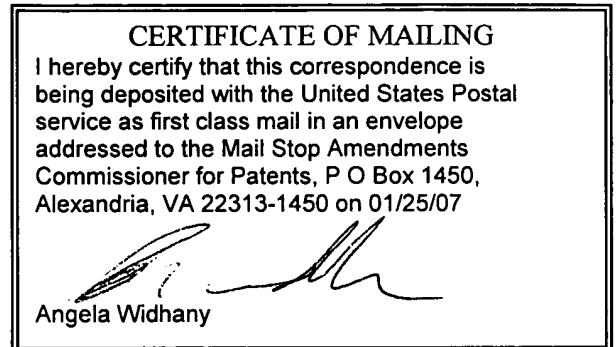 CERTIFICATE OF MAILING
I hereby certify that this correspondence is
being deposited with the United States Postal
service as first class mail in an envelope
addressed to the Mail Stop Amendments
Commissioner for Patents, P O Box 1450,
Alexandria, VA 22313-1450 on 01/25/07
Angela Widhany